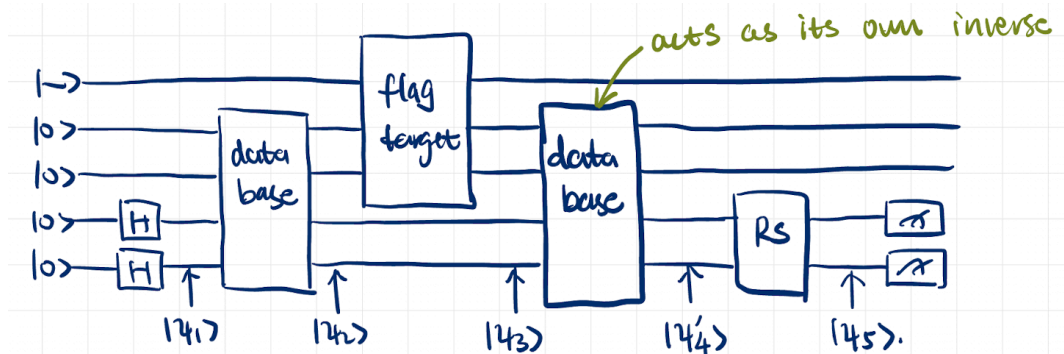 acts as its own inverse
|−>
flag
target
|0>
data
base
data
base
|0>
|0> H
RS
|0> H
|ψ1> |ψ2> |ψ3> |ψ'4> |ψ5>.